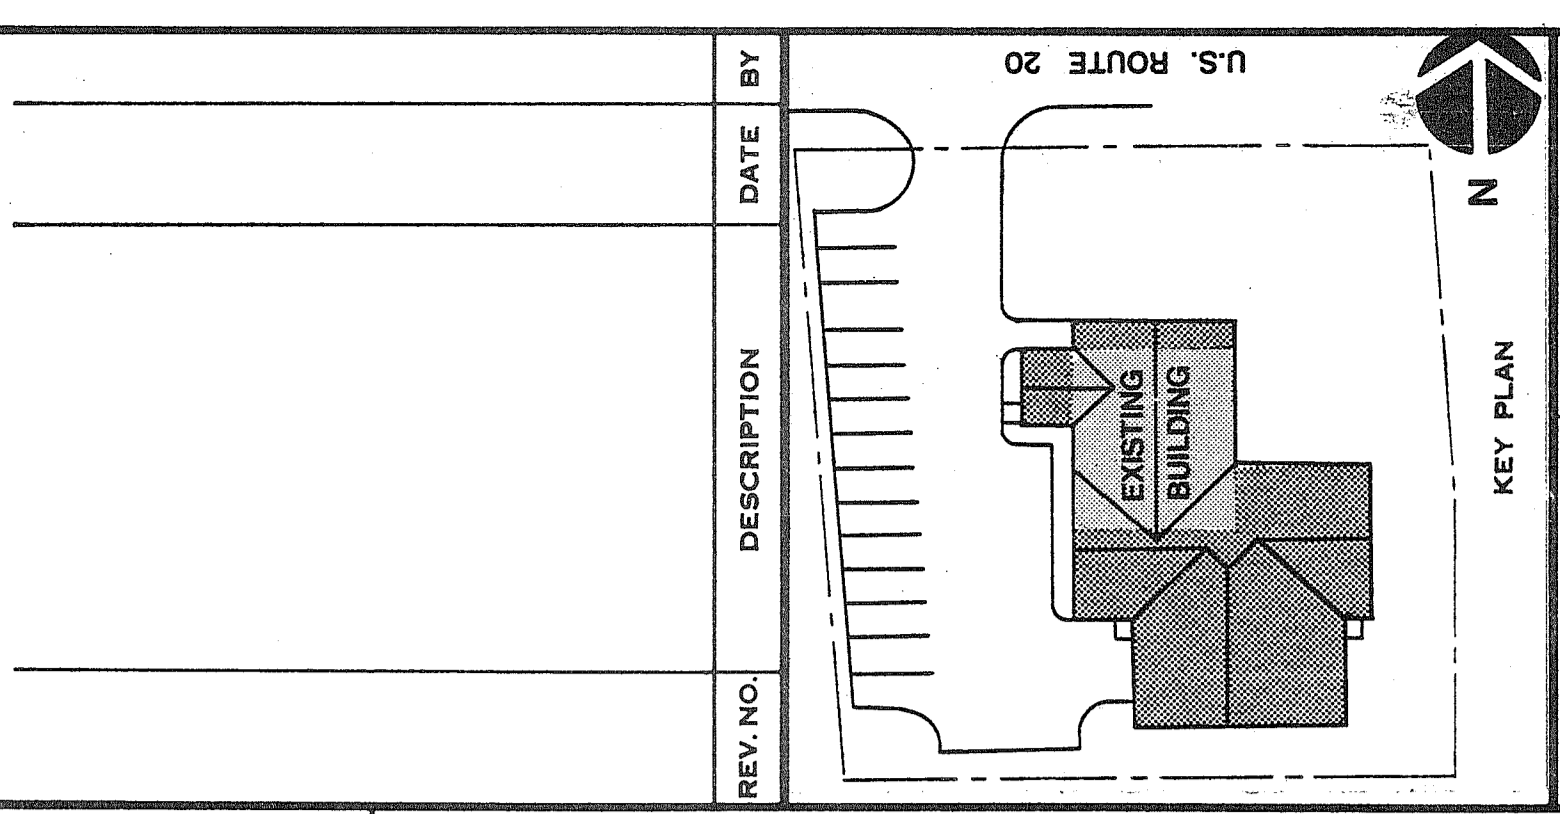 REV. NO.
DESCRIPTION
DATE
BY
U.S. ROUTE 20
EXISTING
BUILDING
KEY PLAN
N